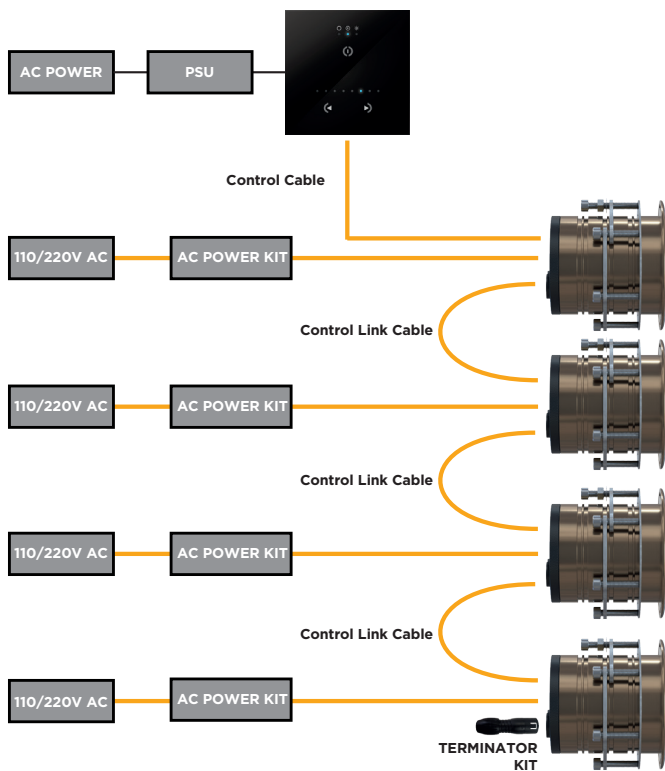 AC POWER
PSU
Control Cable
110/220V AC
AC POWER KIT
Control Link Cable
110/220V AC
AC POWER KIT
Control Link Cable
110/220V AC
AC POWER KIT
Control Link Cable
110/220V AC
AC POWER KIT
TERMINATOR
KIT